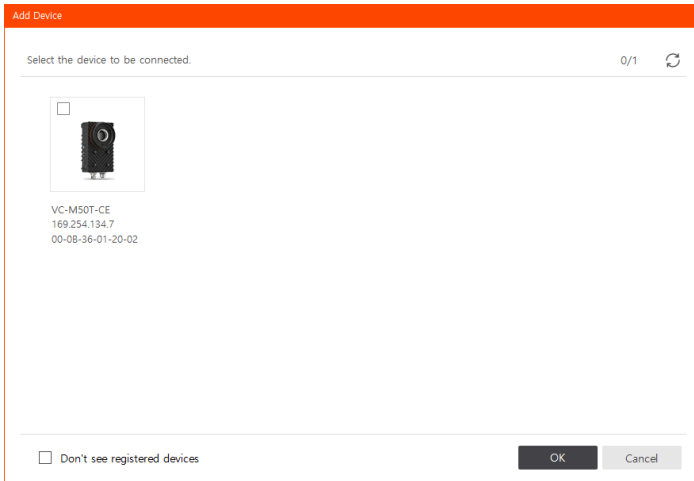 Add Device
Select the device to be connected.
0/1
VC-M50T-CE
169.254.134.7
00-0B-36-01-20-02
Don't see registered devices
OK
Cancel